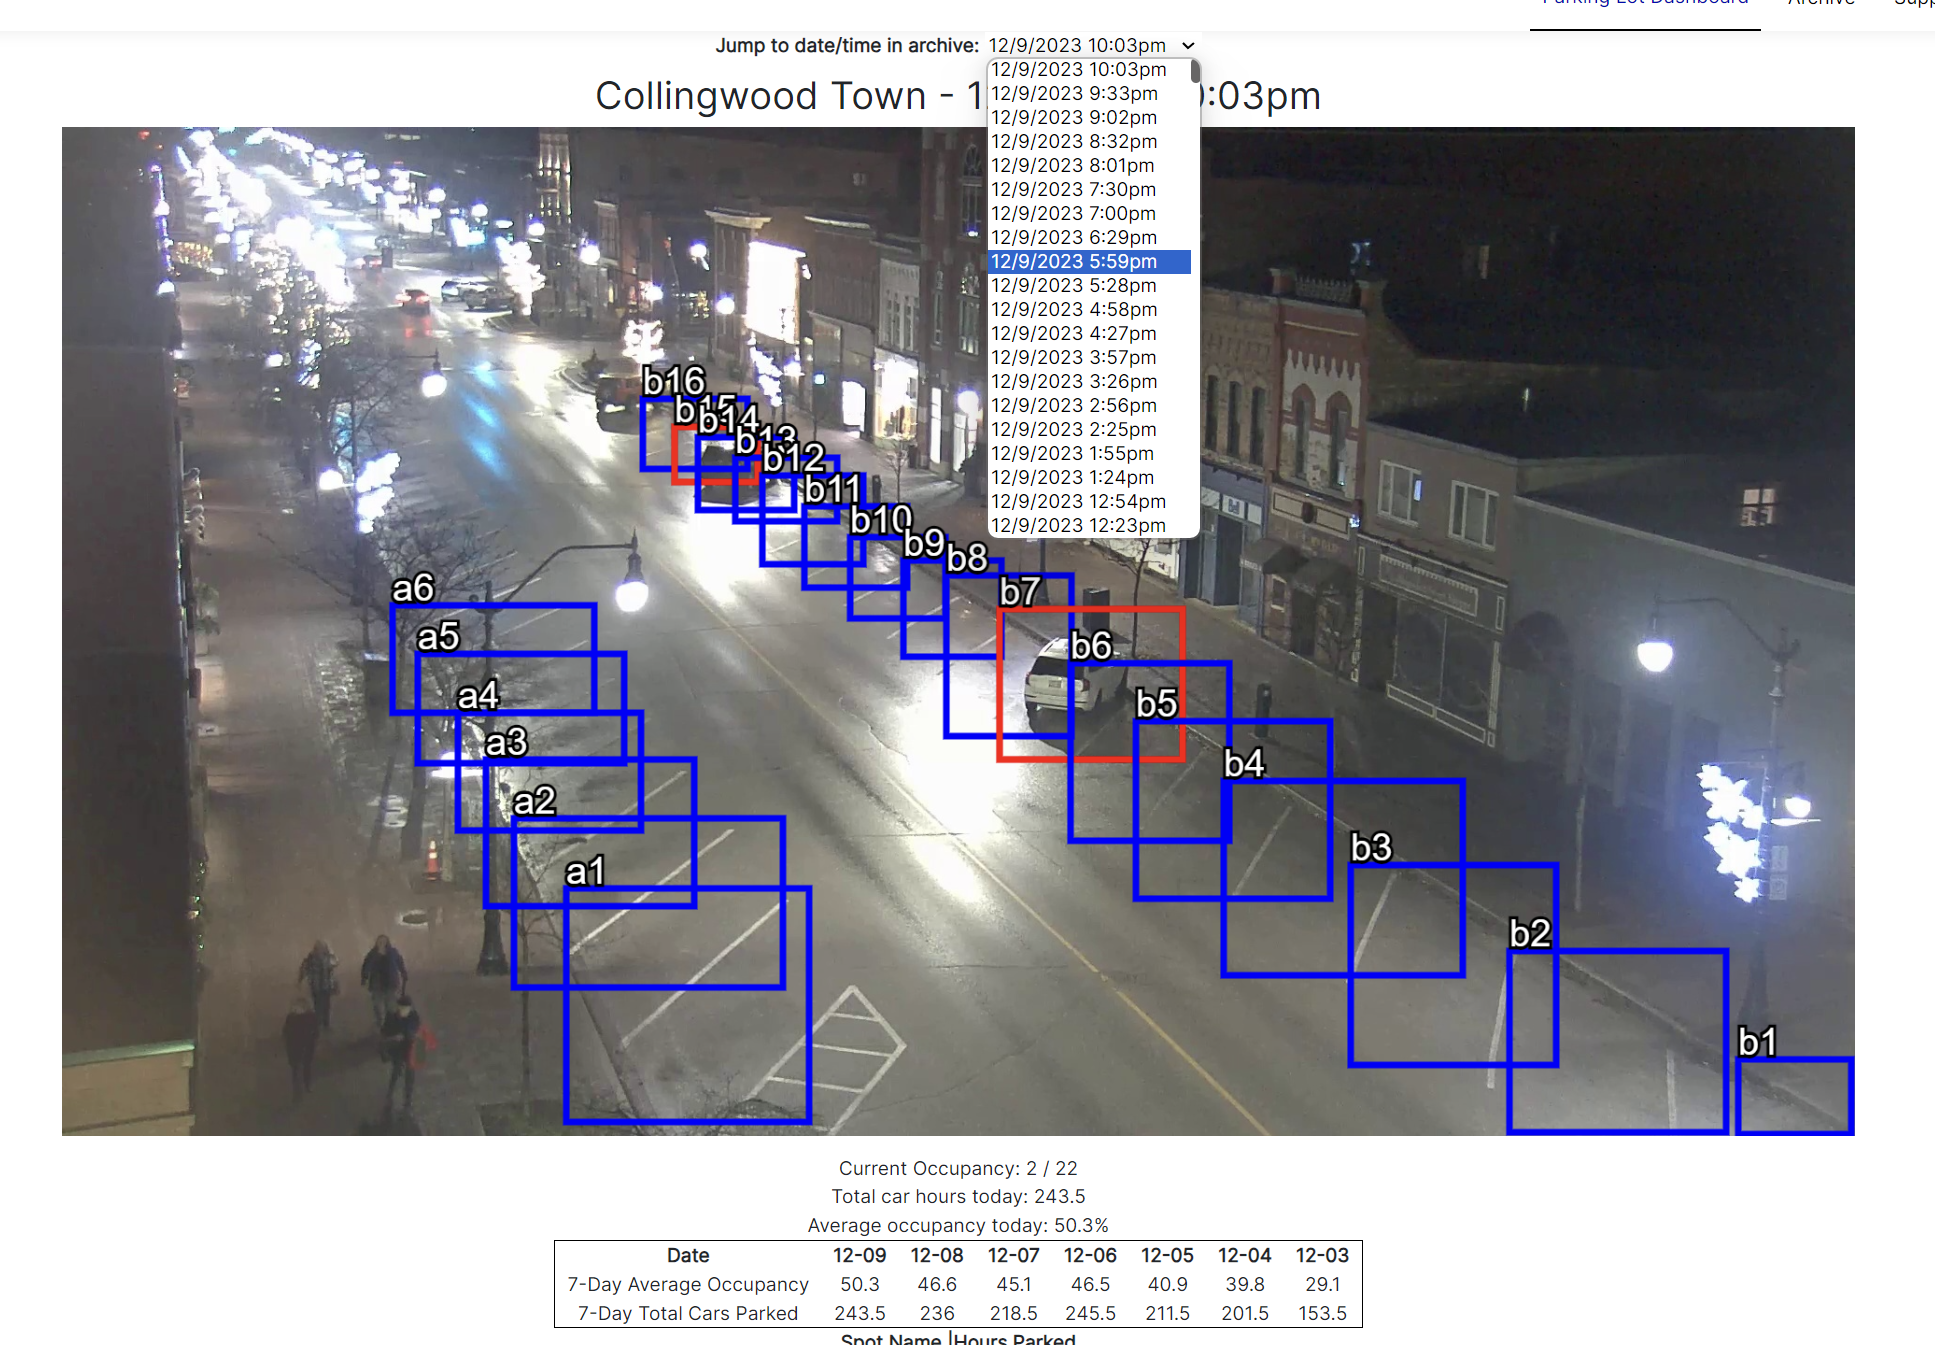 Parking Lot Dashboard Archive
Jump to date/time in archive: 12/9/2023 10:03pm
12/9/2023 10:03pm
12/9/2023 9:33pm
12/9/2023 9:02pm
12/9/2023 8:32pm
12/9/2023 8:01pm
12/9/2023 7:30pm
12/9/2023 7:00pm
12/9/2023 6:29pm
12/9/2023 5:59pm
12/9/2023 5:28pm
12/9/2023 4:58pm
12/9/2023 4:27pm
12/9/2023 3:57pm
12/9/2023 3:26pm
12/9/2023 2:56pm
12/9/2023 2:25pm
12/9/2023 1:55pm
12/9/2023 1:24pm
12/9/2023 12:54pm
12/9/2023 12:23pm
Collingwood Town - 1 :03pm
b16
b15
b14
b13
b12
b11
b10
b9
b8
b7
b6
b5
b4
b3
b2
b1
a6
a5
a4
a3
a2
a1
Current Occupancy: 2 / 22
Total car hours today: 243.5
Average occupancy today: 50.3%
Date 12-09 12-08 12-07 12-06 12-05 12-04 12-03
7-Day Average Occupancy 50.3 46.6 45.1 46.5 40.9 39.8 29.1
7-Day Total Cars Parked 243.5 236 218.5 245.5 211.5 201.5 153.5
Spot Name |Hours Parked